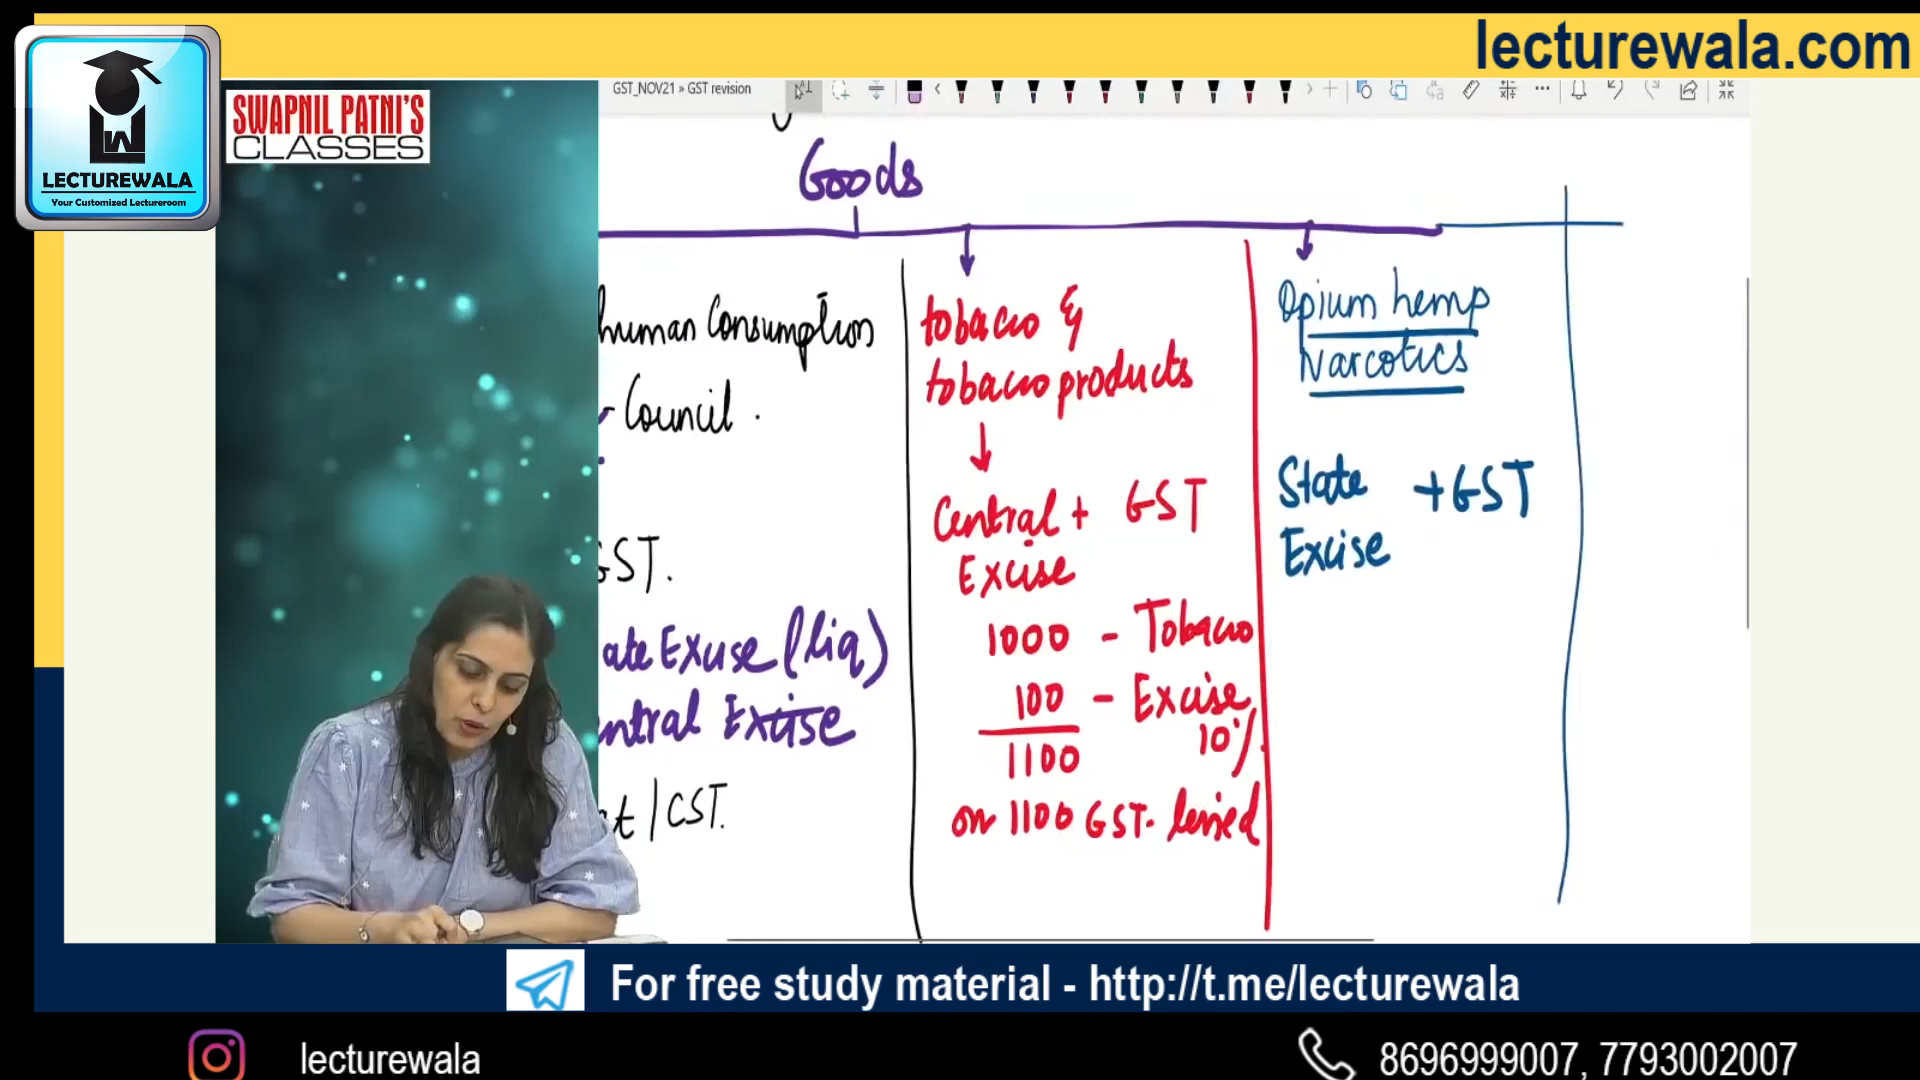 lecturewala.com
LW
LECTUREWALA
Your Customized Lectureroom
SWAPNIL PATNI'S
CLASSES
GST_NOV21 » GST revision
Goods
human Consumption
Council.
GST.
ate Excise (liq)
ntral Excise
t / CST.
tobacco &
tobacco products
Central + GST
Excise
1000 - Tobacco
100 - Excise
10%.
1100
on 1100 GST. levied
Opium hemp
Narcotics
State + GST
Excise
For free study material - http://t.me/lecturewala
lecturewala
8696999007, 7793002007